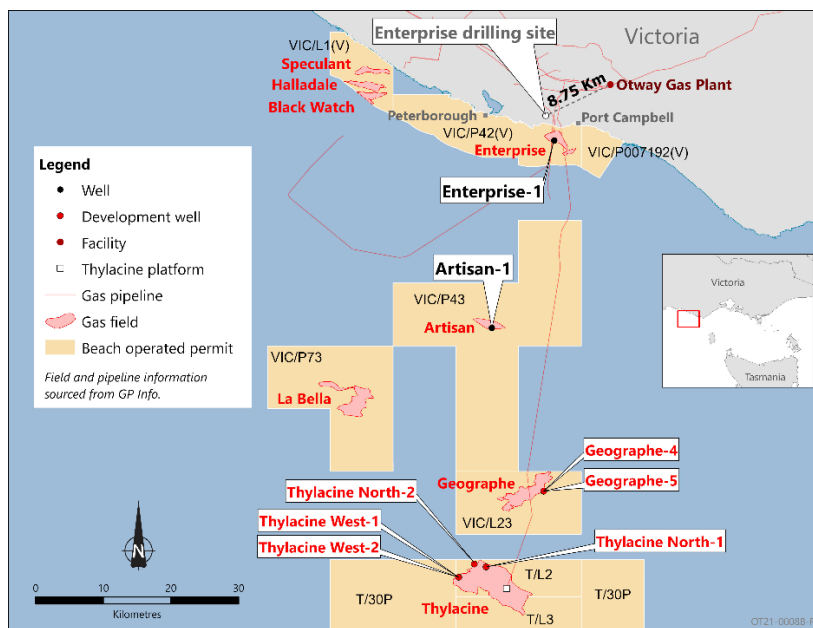 VIC/L1(V)
Enterprise drilling site
Victoria
Speculant
Halladale
Black Watch
8.75 Km
Otway Gas Plant
Peterborough
Port Campbell
VIC/P42(V)
Enterprise
VIC/P007192(V)
Enterprise-1
Legend
Well
Development well
Facility
Thylacine platform
Gas pipeline
Gas field
Beach operated permit
Field and pipeline information
sourced from GP Info.
Artisan-1
VIC/P43
Artisan
Victoria
Tasmania
VIC/P73
La Bella
Geographe-4
Geographe
Geographe-5
Thylacine North-2
VIC/L23
Thylacine West-1
Thylacine North-1
Thylacine West-2
N
T/L2
T/30P
T/30P
Thylacine
T/L3
0 10 20 30
Kilometres